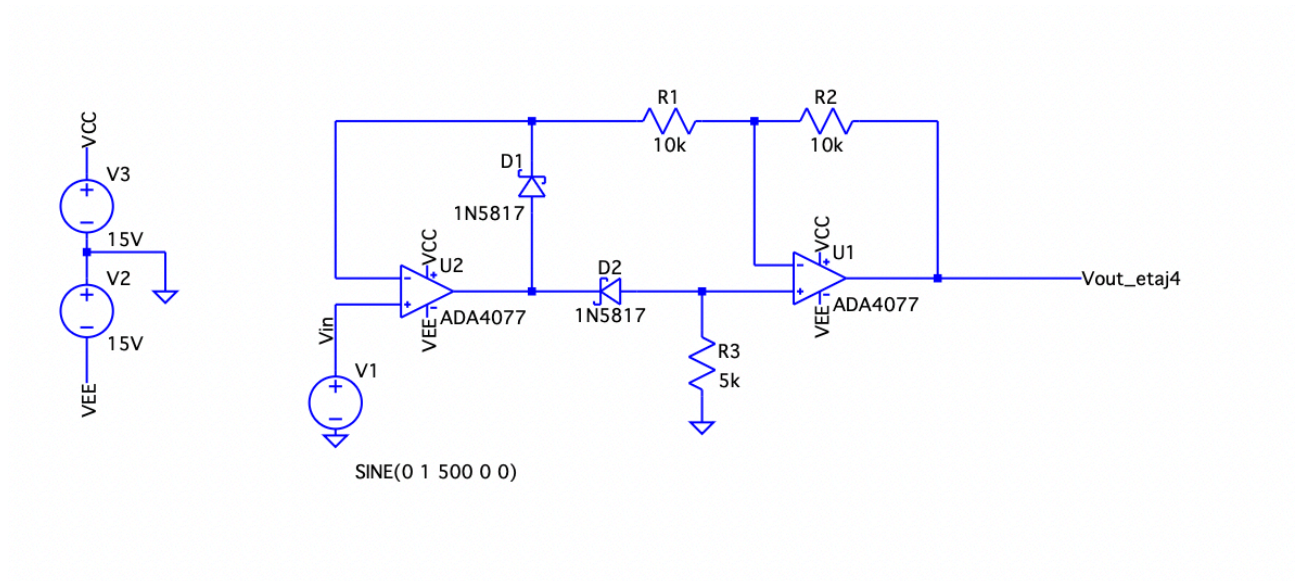 VCC
V3
15V
V2
15V
VEE
R1
10k
R2
10k
D1
1N5817
VCC
U2
ADA4077
VEE
D2
1N5817
VCC
U1
ADA4077
VEE
Vout_etaj4
Vin
V1
R3
5k
SINE(0 1 500 0 0)